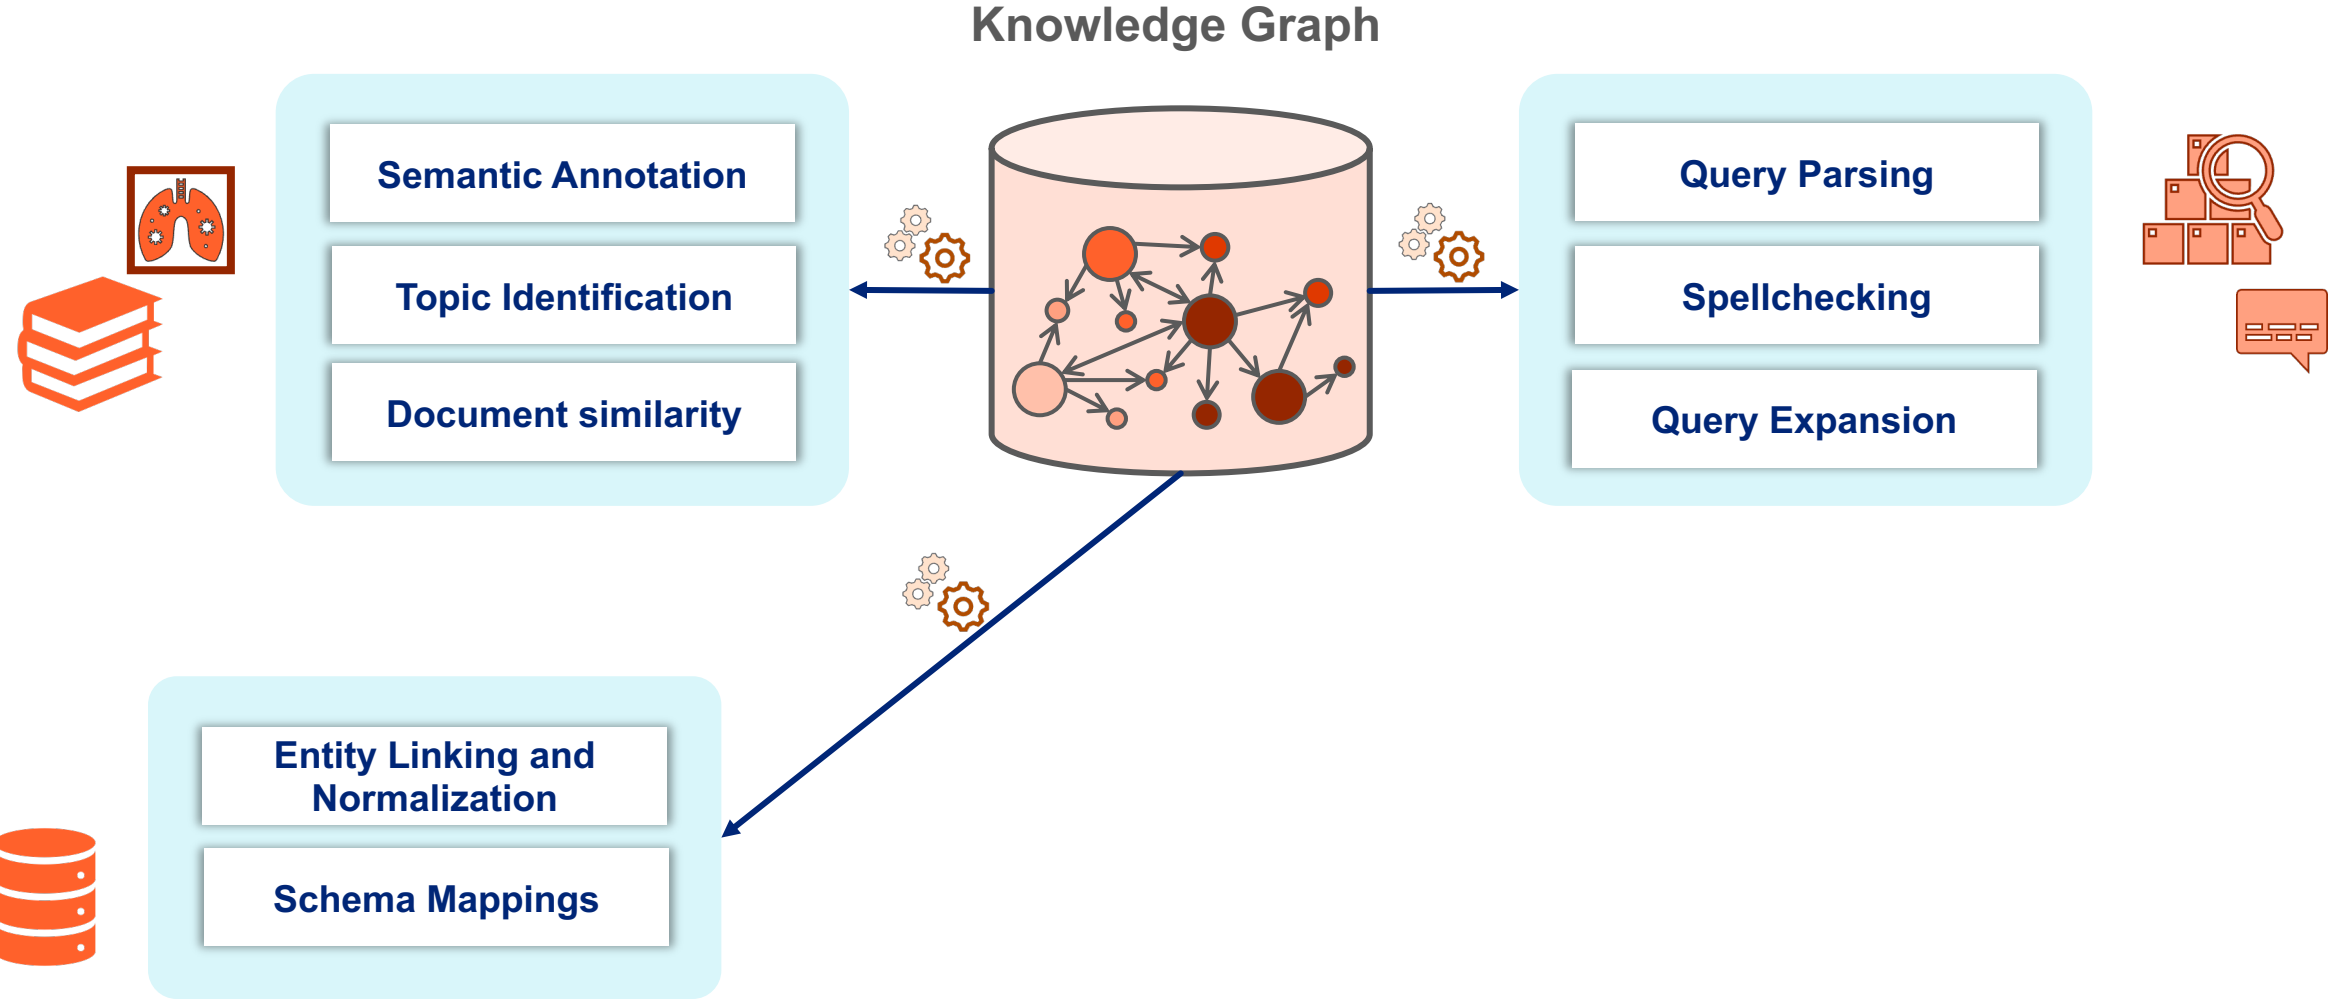 Knowledge Graph
Semantic Annotation
Topic Identification
Document similarity
Query Parsing
Spellchecking
Query Expansion
Entity Linking and
Normalization
Schema Mappings